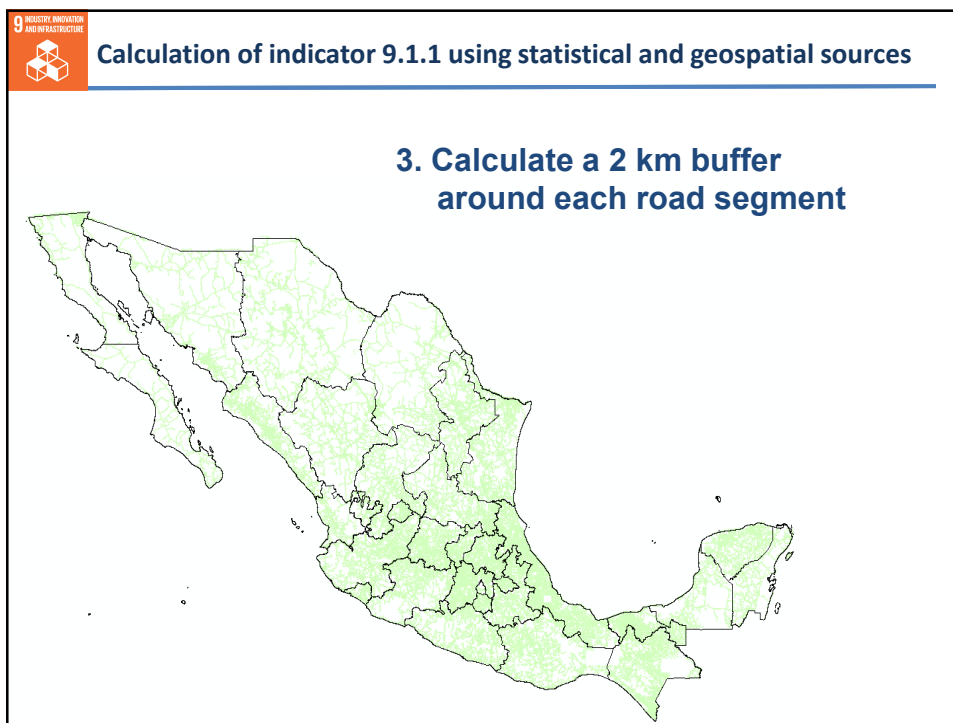 9 INDUSTRY, INNOVATION
AND INFRASTRUCTURE
Calculation of indicator 9.1.1 using statistical and geospatial sources
3. Calculate a 2 km buffer
around each road segment